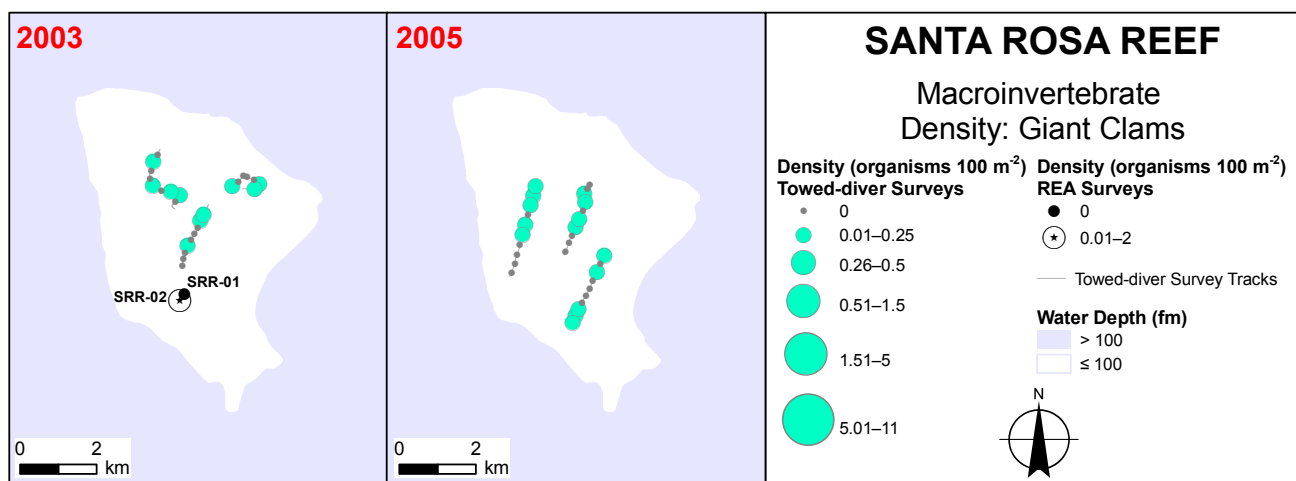 2003
SRR-01
SRR-02
0 2
km
2005
0 2
km
SANTA ROSA REEF
Macroinvertebrate
Density: Giant Clams
Density (organisms 100 m⁻²)
Towed-diver Surveys
0
0.01–0.25
0.26–0.5
0.51–1.5
1.51–5
5.01–11
Density (organisms 100 m⁻²)
REA Surveys
0
0.01–2
Towed-diver Survey Tracks
Water Depth (fm)
> 100
≤ 100
N